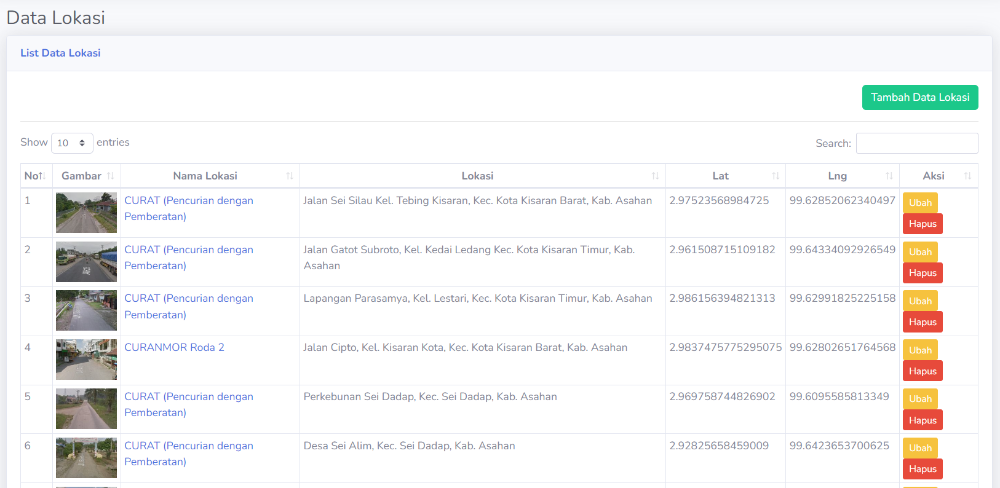 Data Lokasi
List Data Lokasi
Tambah Data Lokasi
Show 10 entries
Search:
No Gambar Nama Lokasi Lokasi Lat Lng Aksi
1 CURAT (Pencurian dengan Jalan Sei Silau Kel. Tebing Kisaran, Kec. Kota Kisaran Barat, Kab. Asahan 2.97523568984725 99.62852062340497 Ubah
Pemberatan)
Hapus
2 CURAT (Pencurian dengan Jalan Gatot Subroto, Kel. Kedai Ledang Kec. Kota Kisaran Timur, Kab. 2.961508715109182 99.64334092926549 Ubah
Pemberatan) Asahan
Hapus
3 CURAT (Pencurian dengan Lapangan Parasamya, Kel. Lestari, Kec. Kota Kisaran Timur, Kab. Asahan 2.986156394821313 99.62991825225158 Ubah
Pemberatan)
Hapus
4 CURANMOR Roda 2 Jalan Cipto, Kel. Kisaran Kota, Kec. Kota Kisaran Barat, Kab. Asahan 2.9837475775295075 99.62802651764568 Ubah
Hapus
5 CURAT (Pencurian dengan Perkebunan Sei Dadap, Kec. Sei Dadap, Kab. Asahan 2.969758744826902 99.6095585813349 Ubah
Pemberatan)
Hapus
6 CURAT (Pencurian dengan Desa Sei Alim, Kec. Sei Dadap, Kab. Asahan 2.92825658459009 99.6423653700625 Ubah
Pemberatan)
Hapus